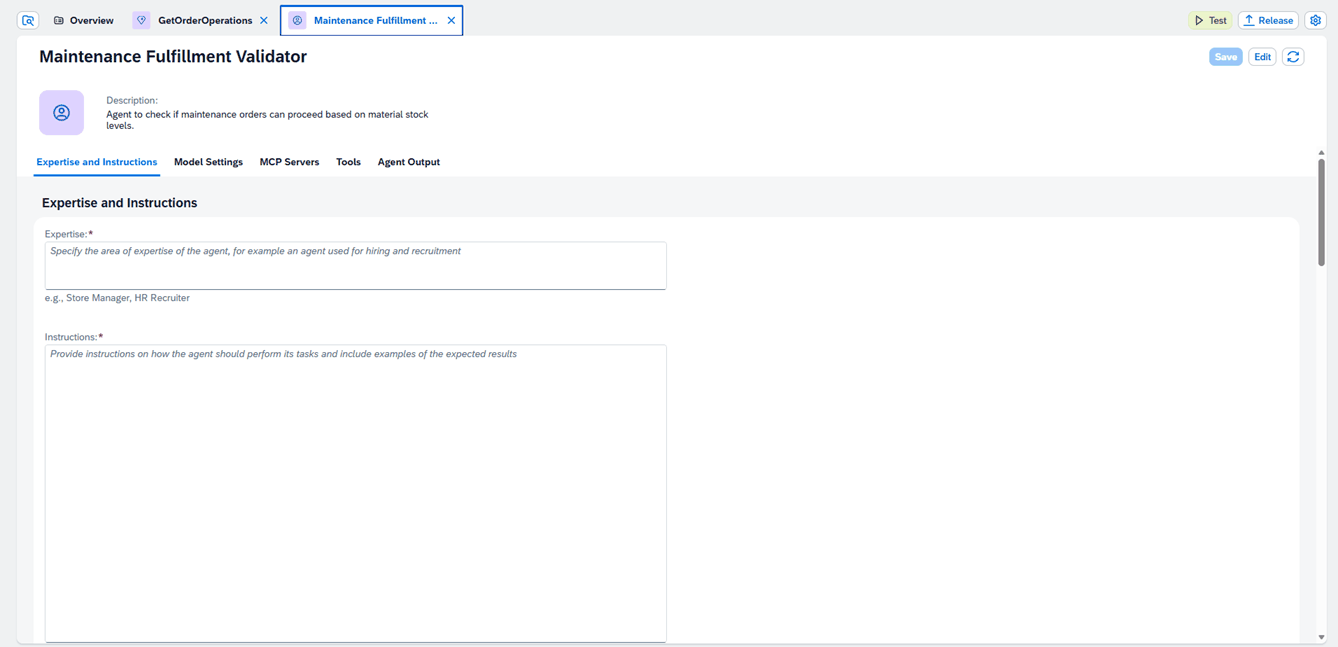 Overview
GetOrderOperations
Maintenance Fulfillment ...
Test
Release
Maintenance Fulfillment Validator
Save
Edit
Description:
Agent to check if maintenance orders can proceed based on material stock
levels.
Expertise and Instructions
Model Settings
MCP Servers
Tools
Agent Output
Expertise and Instructions
Expertise:*
Specify the area of expertise of the agent, for example an agent used for hiring and recruitment
e.g., Store Manager, HR Recruiter
Instructions:*
Provide instructions on how the agent should perform its tasks and include examples of the expected results